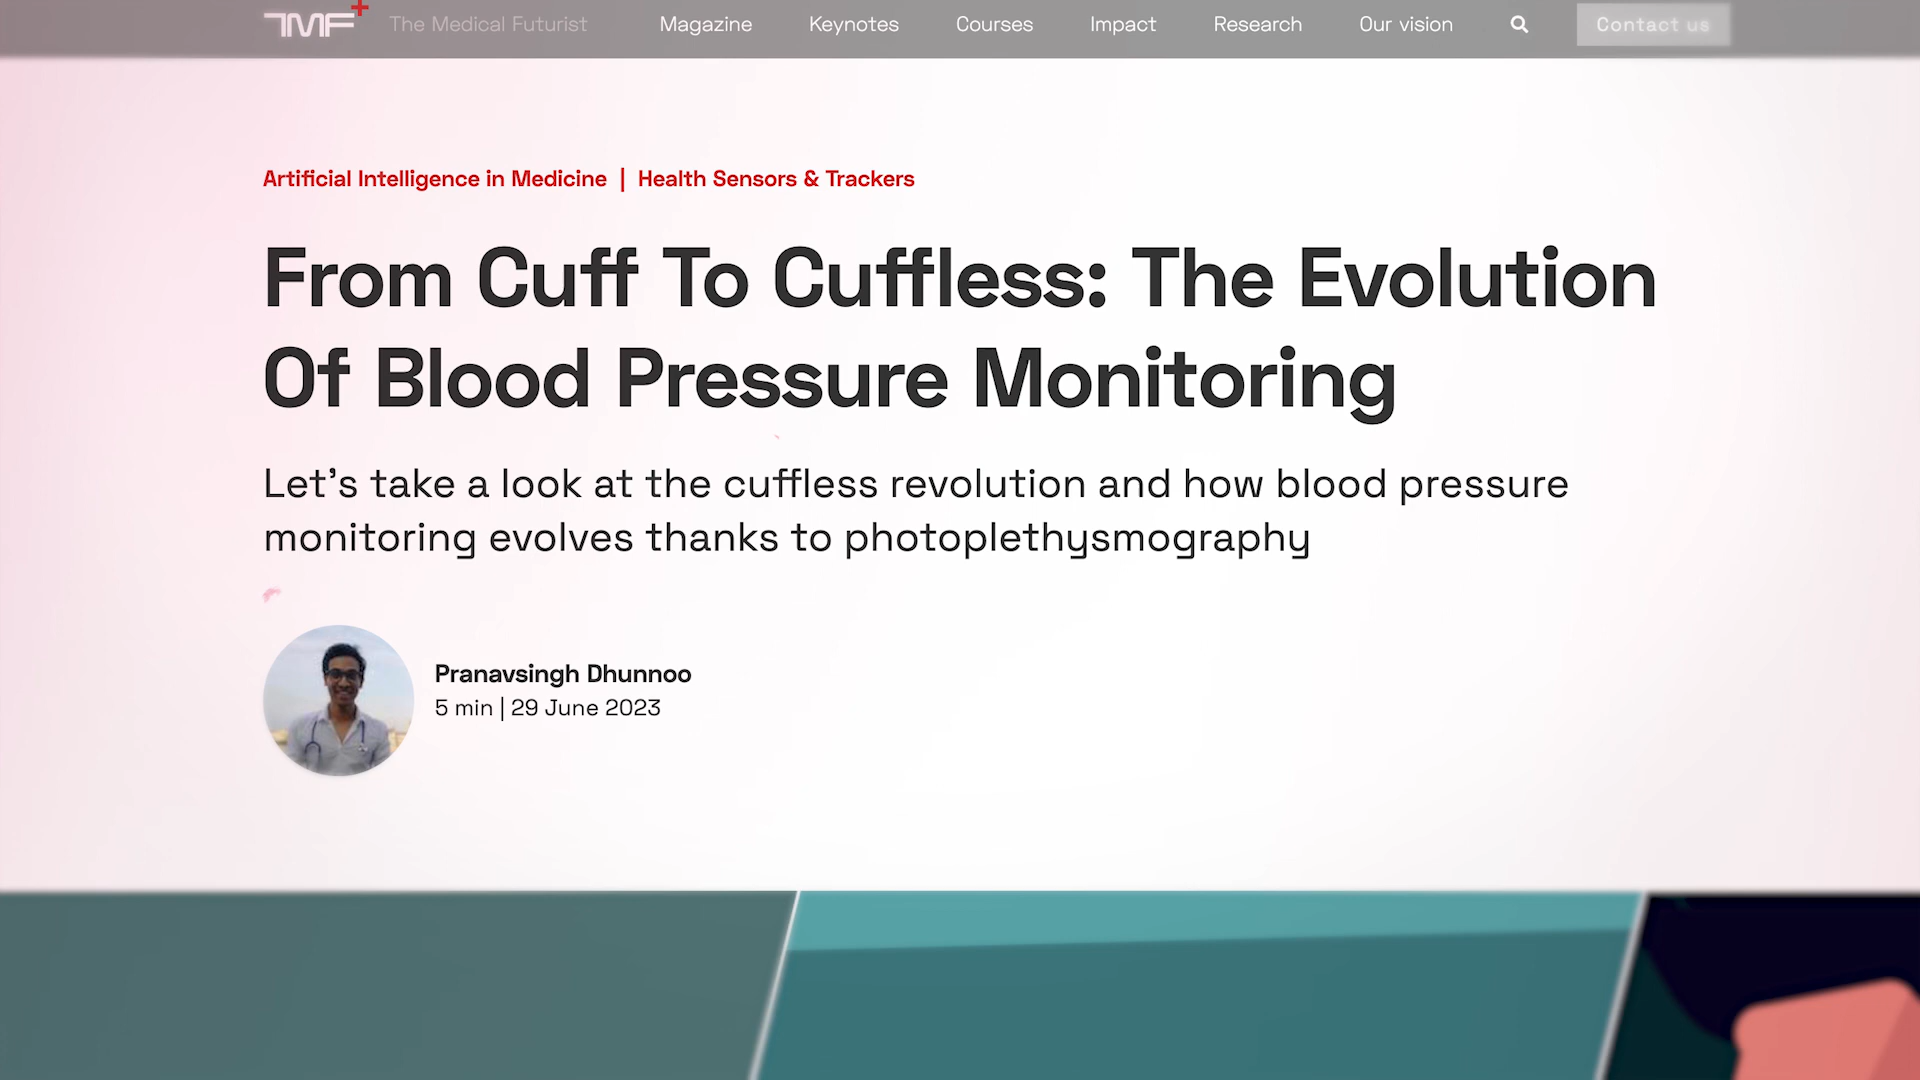 TMF+ The Medical Futurist Magazine Keynotes Courses Impact Research Our vision Contact us
Artificial Intelligence in Medicine | Health Sensors & Trackers
From Cuff To Cuffless: The Evolution
Of Blood Pressure Monitoring
Let's take a look at the cuffless revolution and how blood pressure
monitoring evolves thanks to photoplethysmography
Pranavsingh Dhunnoo
5 min | 29 June 2023